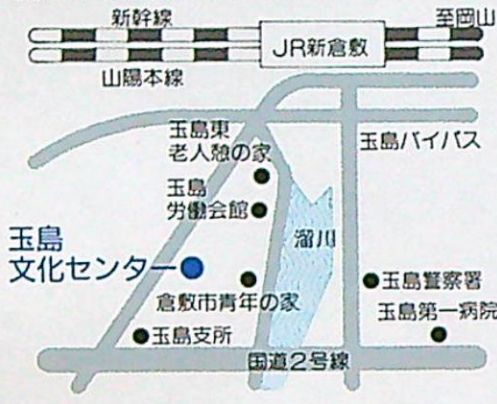 新幹線
至岡山
JR新倉敷
山陽本線
玉島東
老人憩の家
玉島バイパス
玉島
労働会館
溜川
玉島
文化センター
倉敷市青年の家
玉島警察署
玉島第一病院
玉島支所
国道2号線